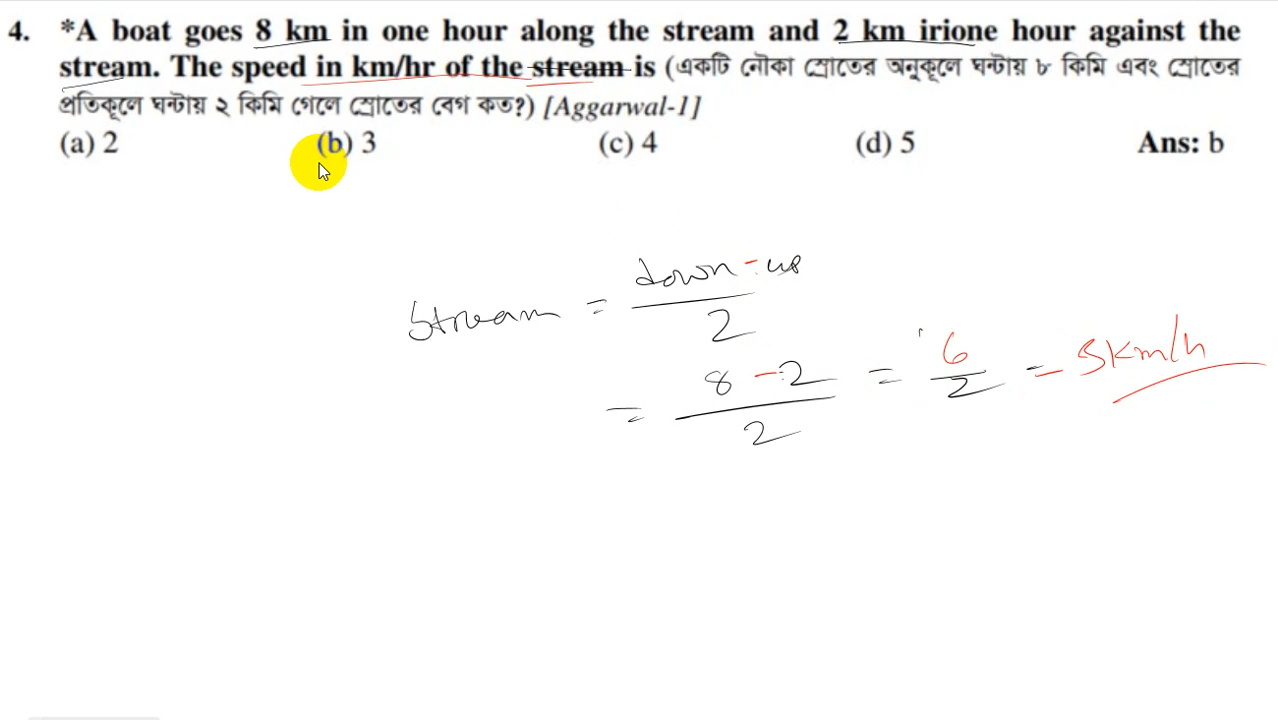 4. *A boat goes 8 km in one hour along the stream and 2 km irione hour against the
stream. The speed in km/hr of the stream is (একটি নৌকা স্রোতের অনুকূলে ঘন্টায় ৮ কিমি এবং স্রোতের
প্রতিকূলে ঘন্টায় ২ কিমি গেলে স্রোতের বেগ কত?) [Aggarwal-1]
(a) 2 (b) 3 (c) 4 (d) 5 Ans: b
Stream = down - up / 2
= 8 - 2 / 2 = 6 / 2 = 3km/h